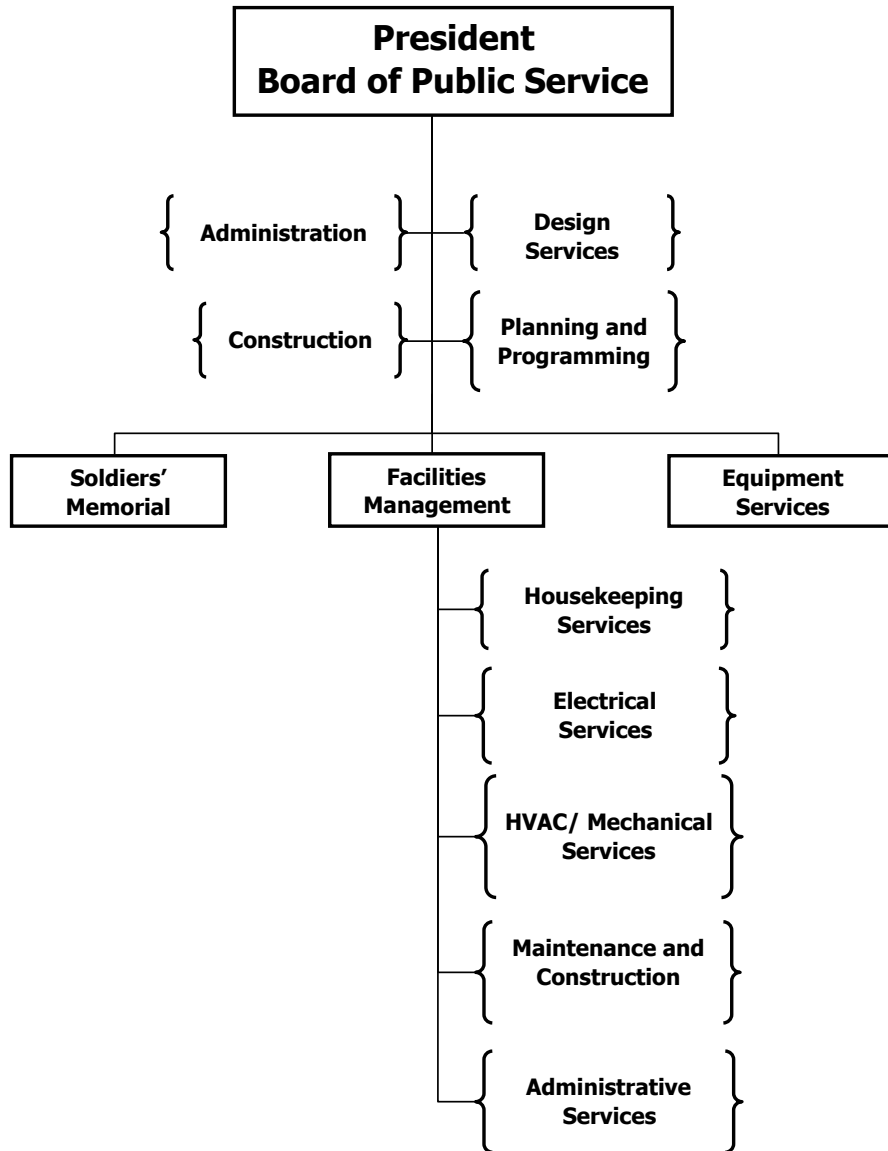 President
Board of Public Service
Administration
Design
Services
Construction
Planning and
Programming
Soldiers’
Memorial
Facilities
Management
Equipment
Services
Housekeeping
Services
Electrical
Services
HVAC/ Mechanical
Services
Maintenance and
Construction
Administrative
Services